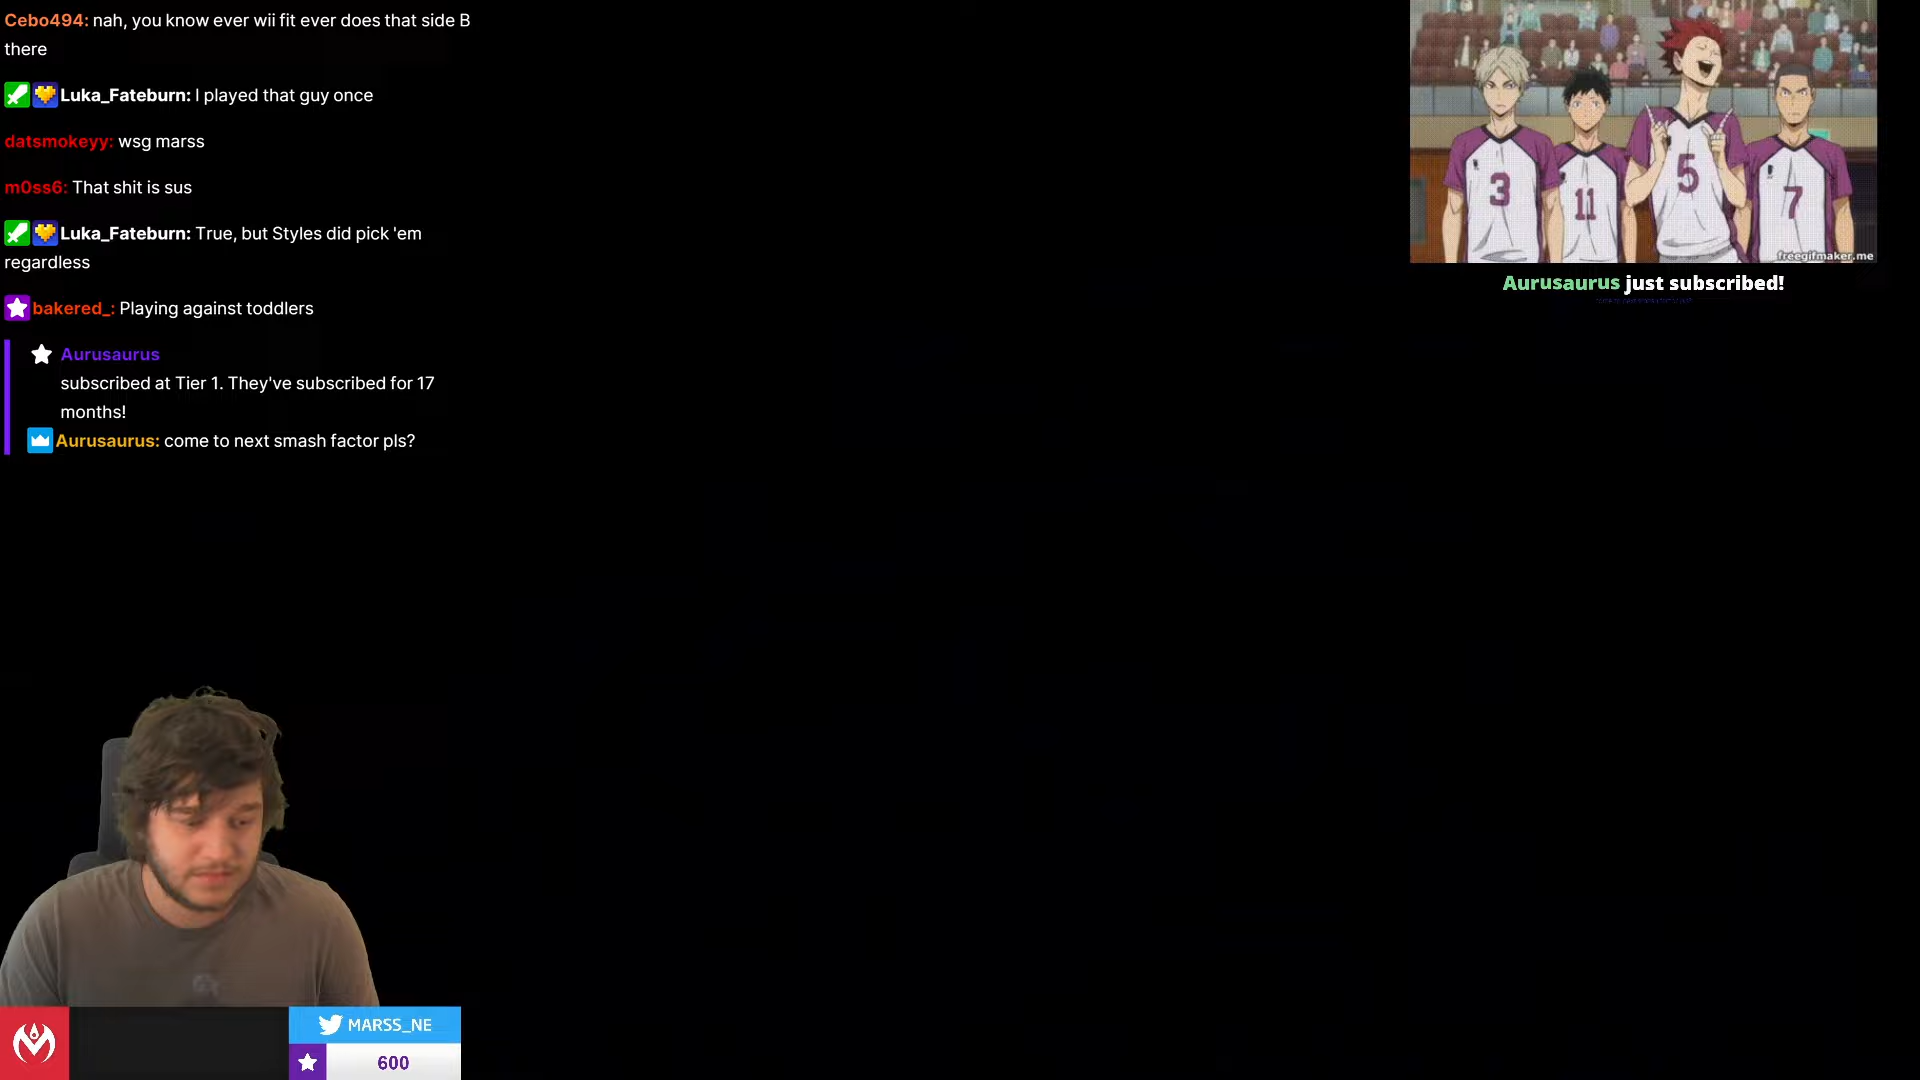 Cebo494: nah, you know ever wii fit ever does that side B
there
Luka_Fateburn: I played that guy once
datsmokeyy: wsg marss
m0ss6: That shit is sus
Luka_Fateburn: True, but Styles did pick 'em
regardless
bakered_: Playing against toddlers
Aurusaurus
subscribed at Tier 1. They've subscribed for 17
months!
Aurusaurus: come to next smash factor pls?
3
11
5
7
freegifmaker.me
Aurusaurus just subscribed!
MARSS_NE
600